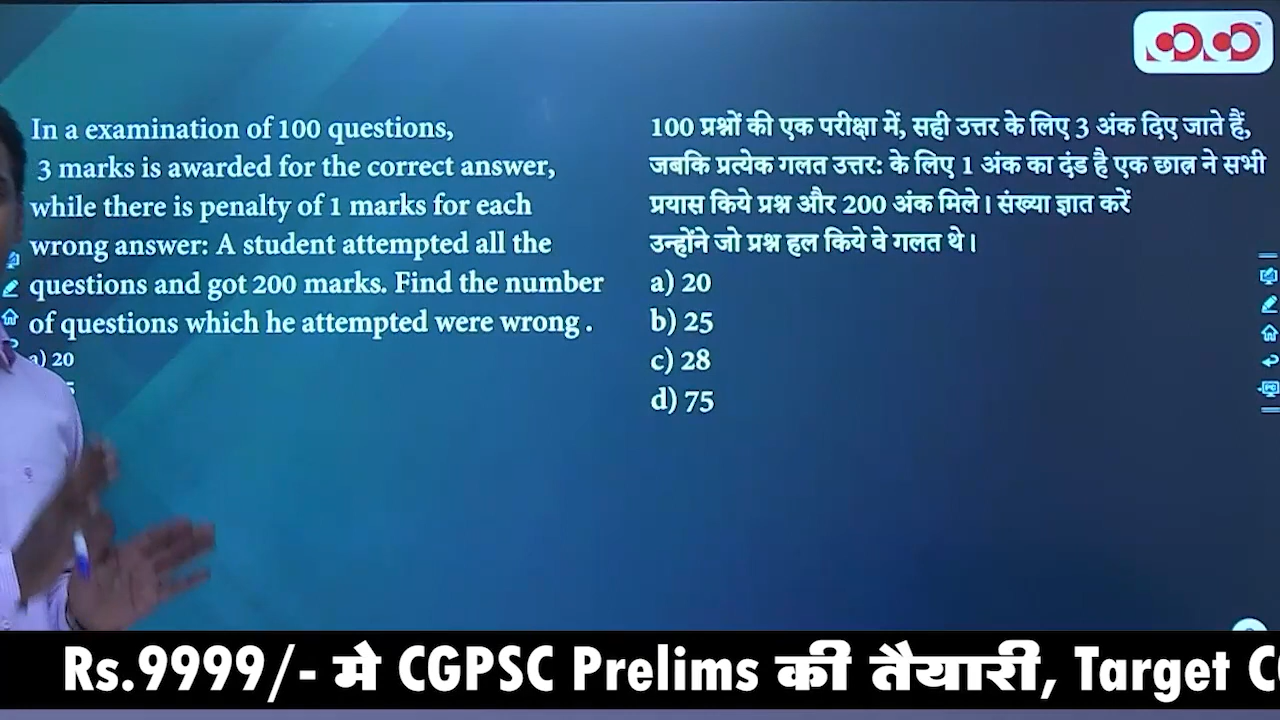 In a examination of 100 questions,
3 marks is awarded for the correct answer,
while there is penalty of 1 marks for each
wrong answer: A student attempted all the
questions and got 200 marks. Find the number
of questions which he attempted were wrong .
a) 20
100 प्रश्नों की एक परीक्षा में, सही उत्तर के लिए 3 अंक दिए जाते हैं,
जबकि प्रत्येक गलत उत्तर: के लिए 1 अंक का दंड है एक छात्र ने सभी
प्रयास किये प्रश्न और 200 अंक मिले। संख्या ज्ञात करें
उन्होंने जो प्रश्न हल किये वे गलत थे।
a) 20
b) 25
c) 28
d) 75
Rs.9999/- मे CGPSC Prelims की तैयारी, Target